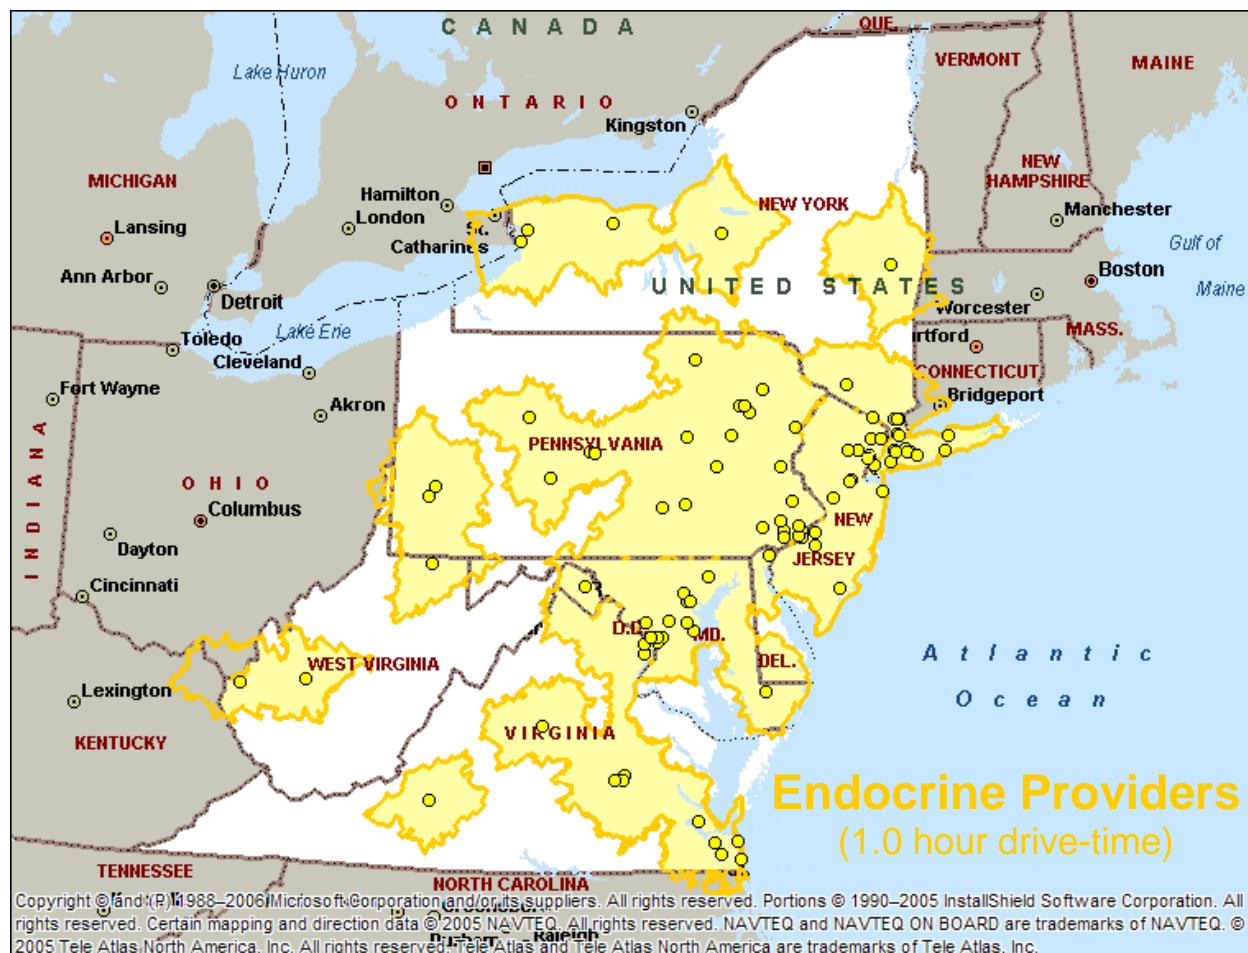 CANADA
QUE.
VERMONT
MAINE
Lake Huron
ONTARIO
Kingston
NEW
HAMPSHIRE
MICHIGAN
Hamilton
NEW YORK
Manchester
Lansing
London
St.
Catharines
Gulf of
Maine
Ann Arbor
Boston
UNITED STATES
Detroit
Worcester
Lake Erie
MASS.
Toledo
rtford
Cleveland
CONNECTICUT
Fort Wayne
Bridgeport
Akron
INDIANA
PENNSYLVANIA
OHIO
Columbus
NEW
JERSEY
Dayton
Cincinnati
D.D.
MD.
WEST VIRGINIA
DEL.
Atlantic
Ocean
Lexington
KENTUCKY
VIRGINIA
Endocrine Providers
(1.0 hour drive-time)
TENNESSEE
NORTH CAROLINA
Copyright © and (P) 1988–2006 Microsoft Corporation and/or its suppliers. All rights reserved. Portions © 1990–2005 InstallShield Software Corporation. All
rights reserved. Certain mapping and direction data © 2005 NAVTEQ. All rights reserved. NAVTEQ and NAVTEQ ON BOARD are trademarks of NAVTEQ. ©
2005 Tele Atlas North America, Inc. All rights reserved. Tele Atlas and Tele Atlas North America are trademarks of Tele Atlas, Inc.
Raleigh